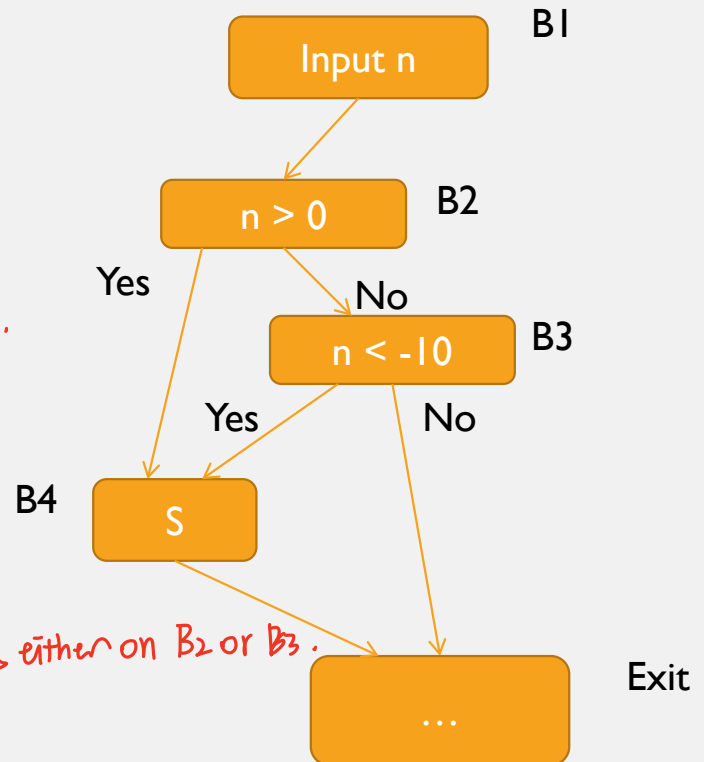 B1
Input n
n > 0
B2
Yes
No
n < -10
B3
Yes
No
B4
S
either on B2 or B3.
...
Exit